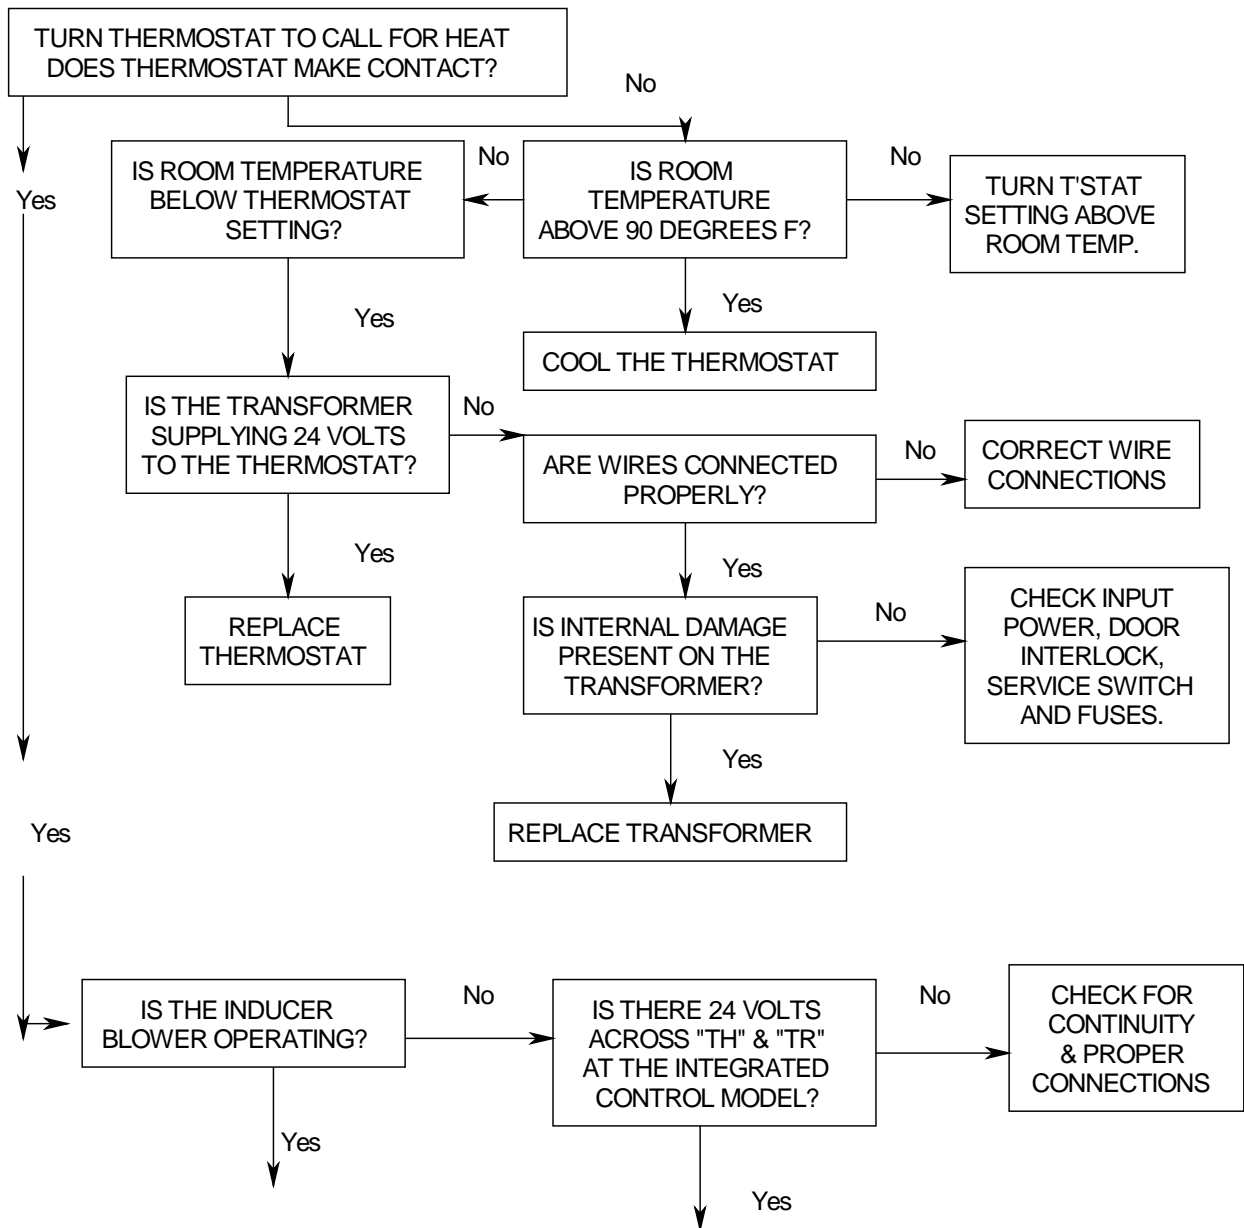 TURN THERMOSTAT TO CALL FOR HEAT
DOES THERMOSTAT MAKE CONTACT?
No
Yes
IS ROOM TEMPERATURE
BELOW THERMOSTAT
SETTING?
No
IS ROOM
TEMPERATURE
ABOVE 90 DEGREES F?
No
TURN T'STAT
SETTING ABOVE
ROOM TEMP.
Yes
Yes
COOL THE THERMOSTAT
IS THE TRANSFORMER
SUPPLYING 24 VOLTS
TO THE THERMOSTAT?
No
ARE WIRES CONNECTED
PROPERLY?
No
CORRECT WIRE
CONNECTIONS
Yes
Yes
REPLACE
THERMOSTAT
IS INTERNAL DAMAGE
PRESENT ON THE
TRANSFORMER?
No
CHECK INPUT
POWER, DOOR
INTERLOCK,
SERVICE SWITCH
AND FUSES.
Yes
REPLACE TRANSFORMER
Yes
IS THE INDUCER
BLOWER OPERATING?
No
IS THERE 24 VOLTS
ACROSS "TH" & "TR"
AT THE INTEGRATED
CONTROL MODEL?
No
CHECK FOR
CONTINUITY
& PROPER
CONNECTIONS
Yes
Yes